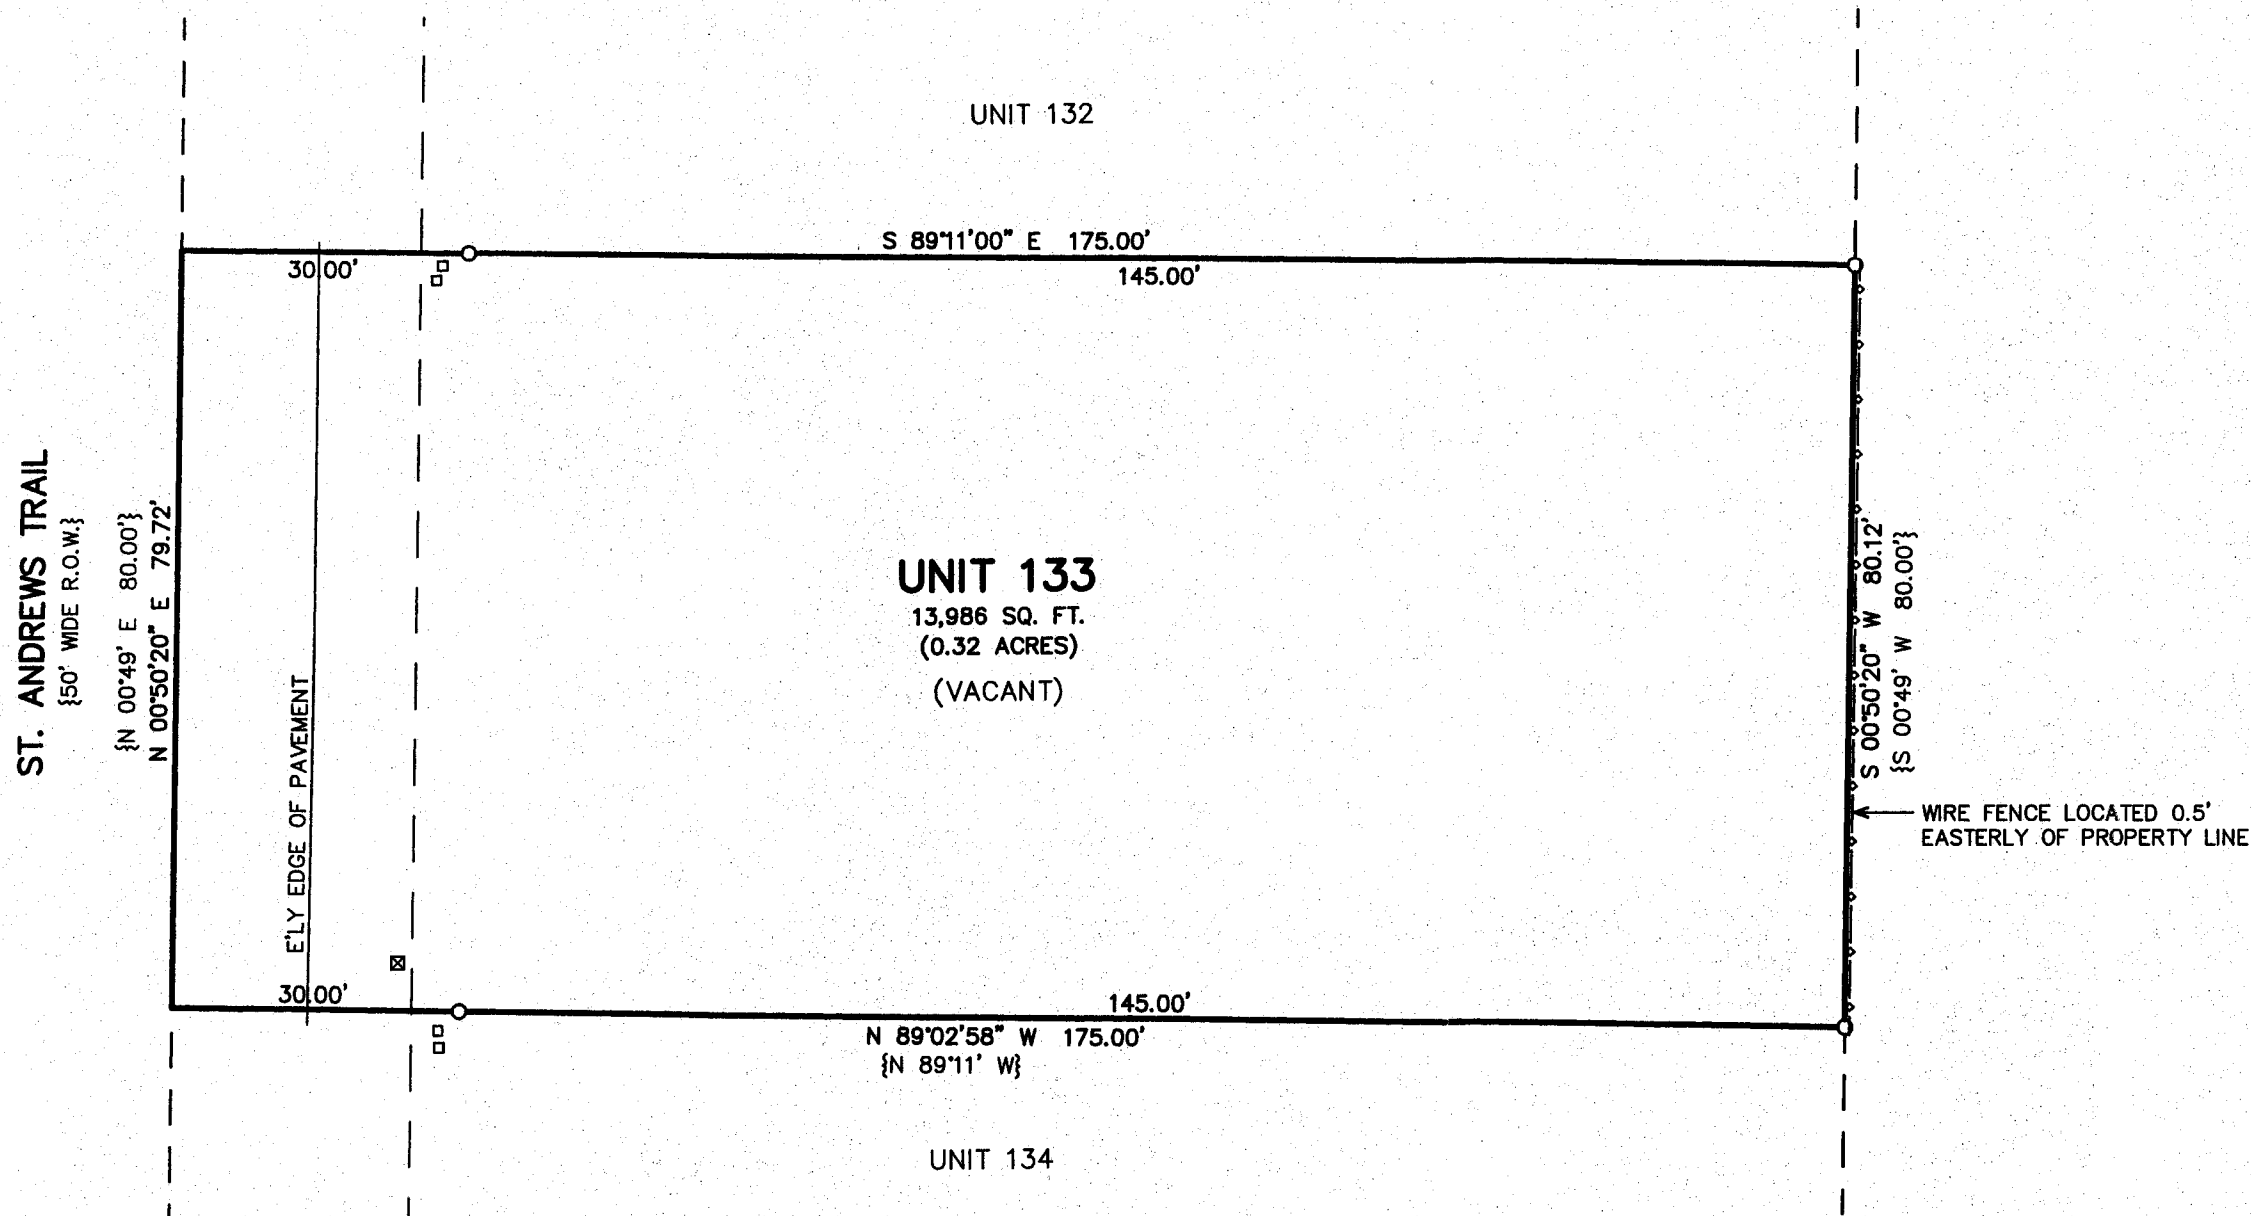 UNIT 132
S 89°11'00" E 175.00'
30.00'
145.00'
ST. ANDREWS TRAIL
{50' WIDE R.O.W.}
{N 00°49' E 80.00'}
N 00°50'20" E 79.72'
E'LY EDGE OF PAVEMENT
UNIT 133
13,986 SQ. FT.
(0.32 ACRES)
(VACANT)
S 00°50'20" W 80.12'
{S 00°49' W 80.00'}
WIRE FENCE LOCATED 0.5'
EASTERLY OF PROPERTY LINE
30.00'
145.00'
N 89°02'58" W 175.00'
{N 89°11' W}
UNIT 134